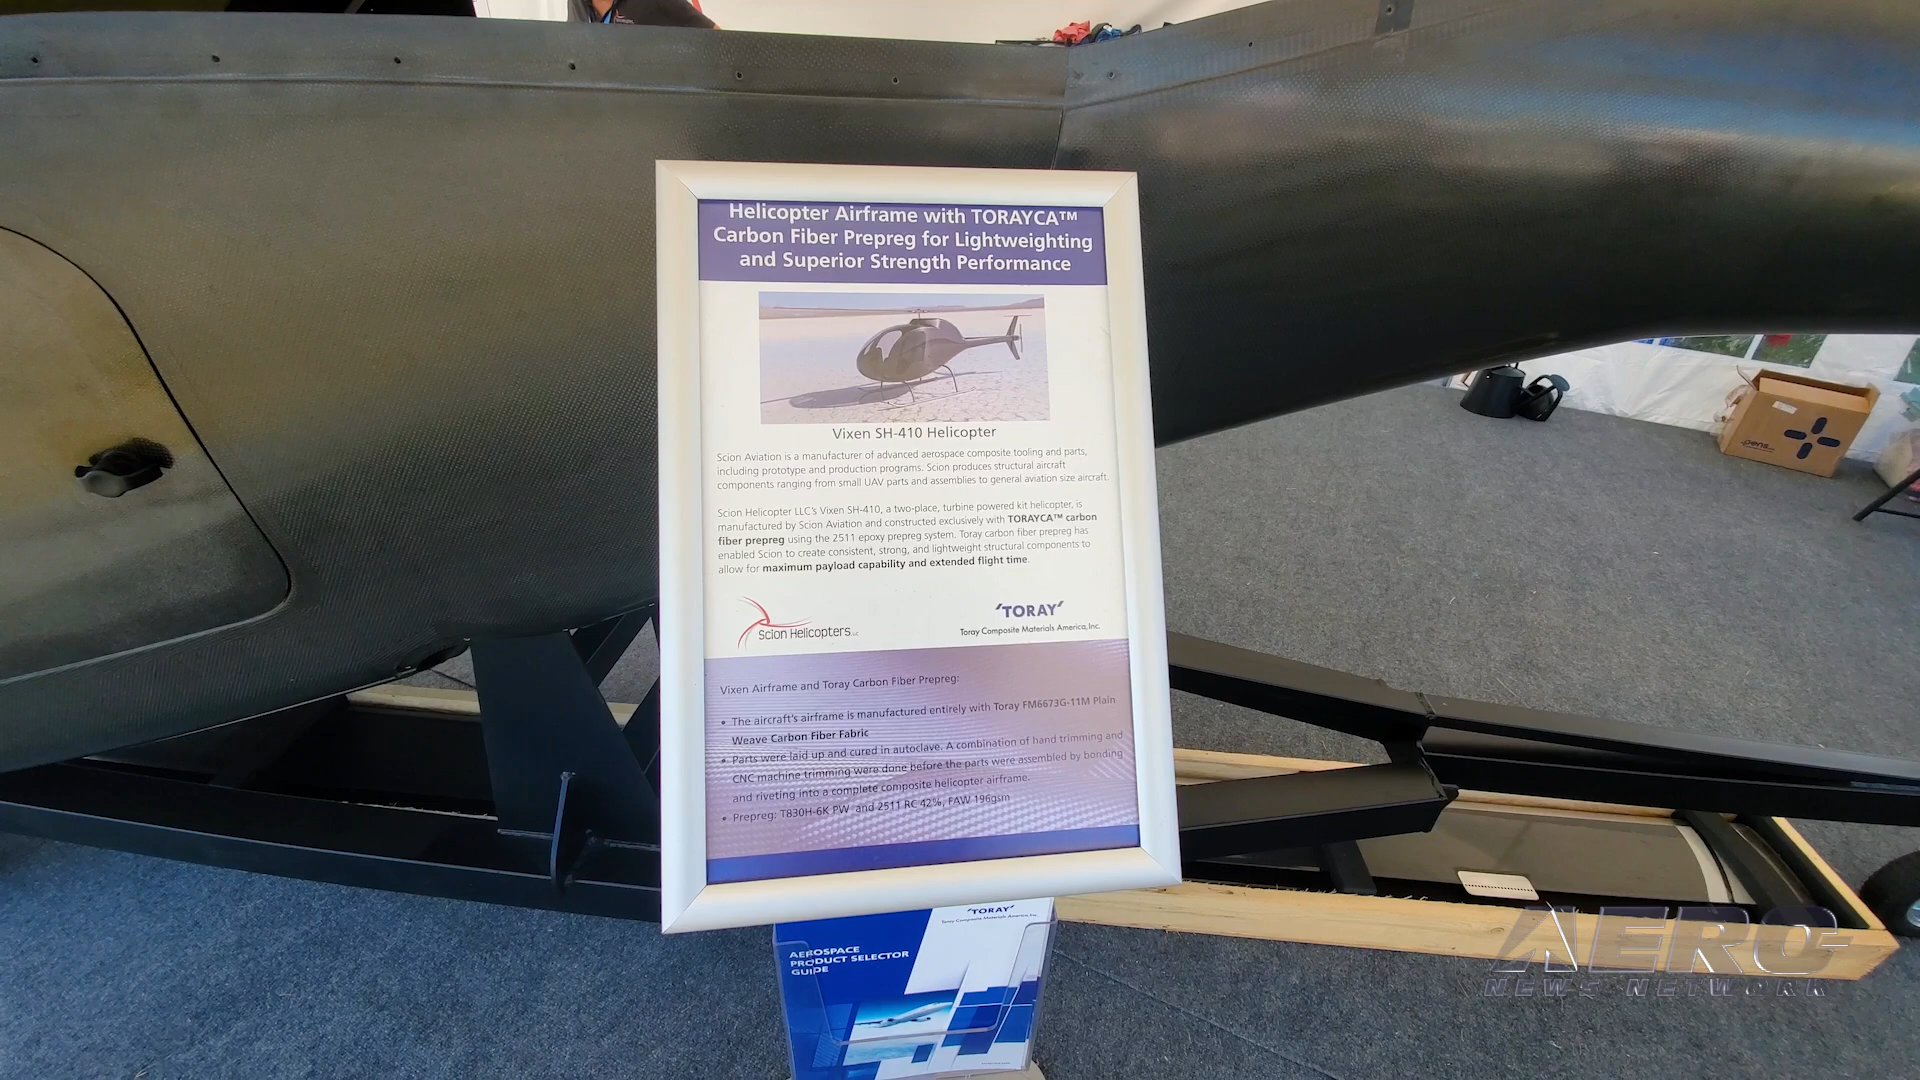 Helicopter Airframe with TORAYCA™
Carbon Fiber Prepreg for Lightweighting
and Superior Strength Performance
Vixen SH-410 Helicopter
Scion Aviation is a manufacturer of advanced aerospace composite tooling and parts,
including prototype and production programs. Scion produces structural aircraft
components ranging from small UAV parts and assemblies to general aviation size aircraft.
Scion Helicopter LLC's Vixen SH-410, a two-place, turbine powered kit helicopter, is
manufactured by Scion Aviation and constructed exclusively with TORAYCA™ carbon
fiber prepreg using the 2511 epoxy prepreg system. Toray carbon fiber prepreg has
enabled Scion to create consistent, strong, and lightweight structural components to
allow for maximum payload capability and extended flight time.
Scion Helicopters LLC
'TORAY'
Toray Composite Materials America, Inc.
Vixen Airframe and Toray Carbon Fiber Prepreg:
• The aircraft's airframe is manufactured entirely with Toray FM6673G-11M Plain
Weave Carbon Fiber Fabric
• Parts were laid up and cured in autoclave. A combination of hand trimming and
CNC machine trimming were done before the parts were assembled by bonding
and riveting into a complete composite helicopter airframe.
• Prepreg: T830H-6K PW and 2511 RC 42%, FAW 196gsm
'TORAY'
Toray Composite Materials America, Inc.
AEROSPACE
PRODUCT SELECTOR
GUIDE
AERO
NEWS NETWORK